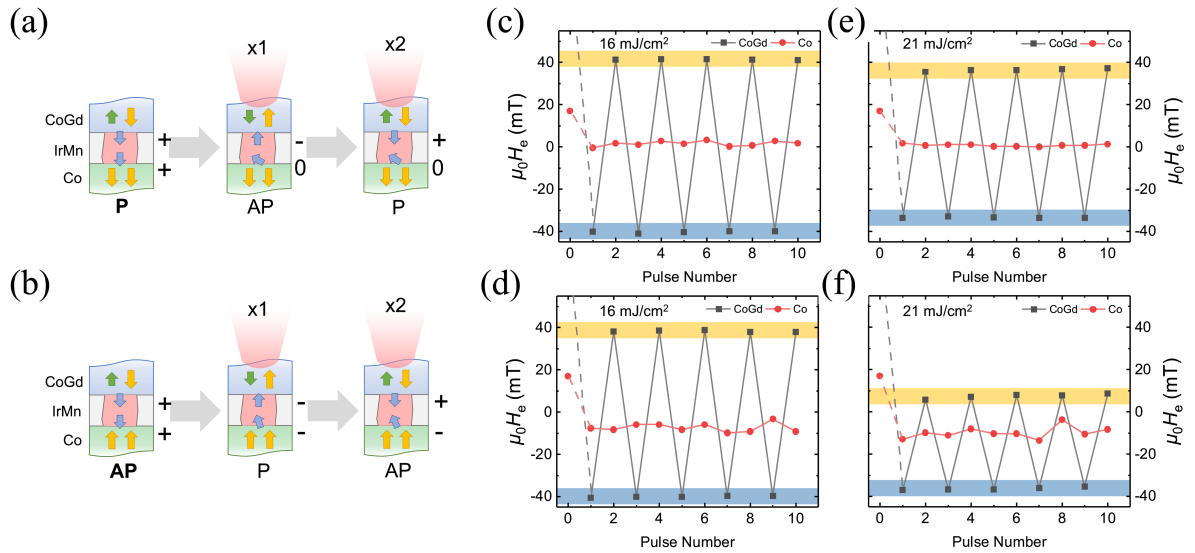 (a)
x1
x2
CoGd
IrMn
Co
+
+
-
0
+
0
P
AP
P
(b)
x1
x2
CoGd
IrMn
Co
+
+
-
-
+
-
AP
P
AP
(c)
16 mJ/cm²
CoGd
Co
40
20
0
-20
-40
μ₀Hₑ (mT)
0 2 4 6 8 10
Pulse Number
(e)
21 mJ/cm²
CoGd
Co
40
20
0
-20
-40
μ₀Hₑ (mT)
0 2 4 6 8 10
Pulse Number
(d)
16 mJ/cm²
CoGd
Co
40
20
0
-20
-40
μ₀Hₑ (mT)
0 2 4 6 8 10
Pulse Number
(f)
21 mJ/cm²
CoGd
Co
40
20
0
-20
-40
μ₀Hₑ (mT)
0 2 4 6 8 10
Pulse Number